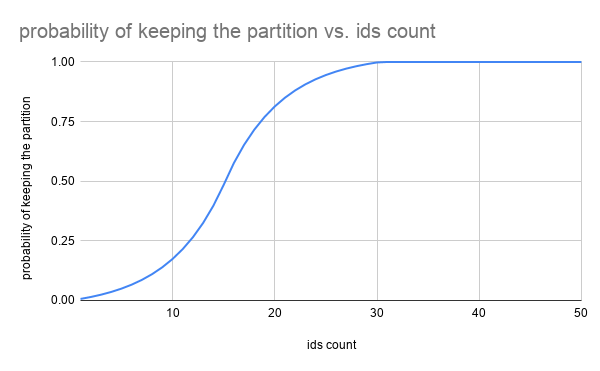 probability of keeping the partition vs. ids count
probability of keeping the partition
1.00
0.75
0.50
0.25
0.00
10 20 30 40 50
ids count